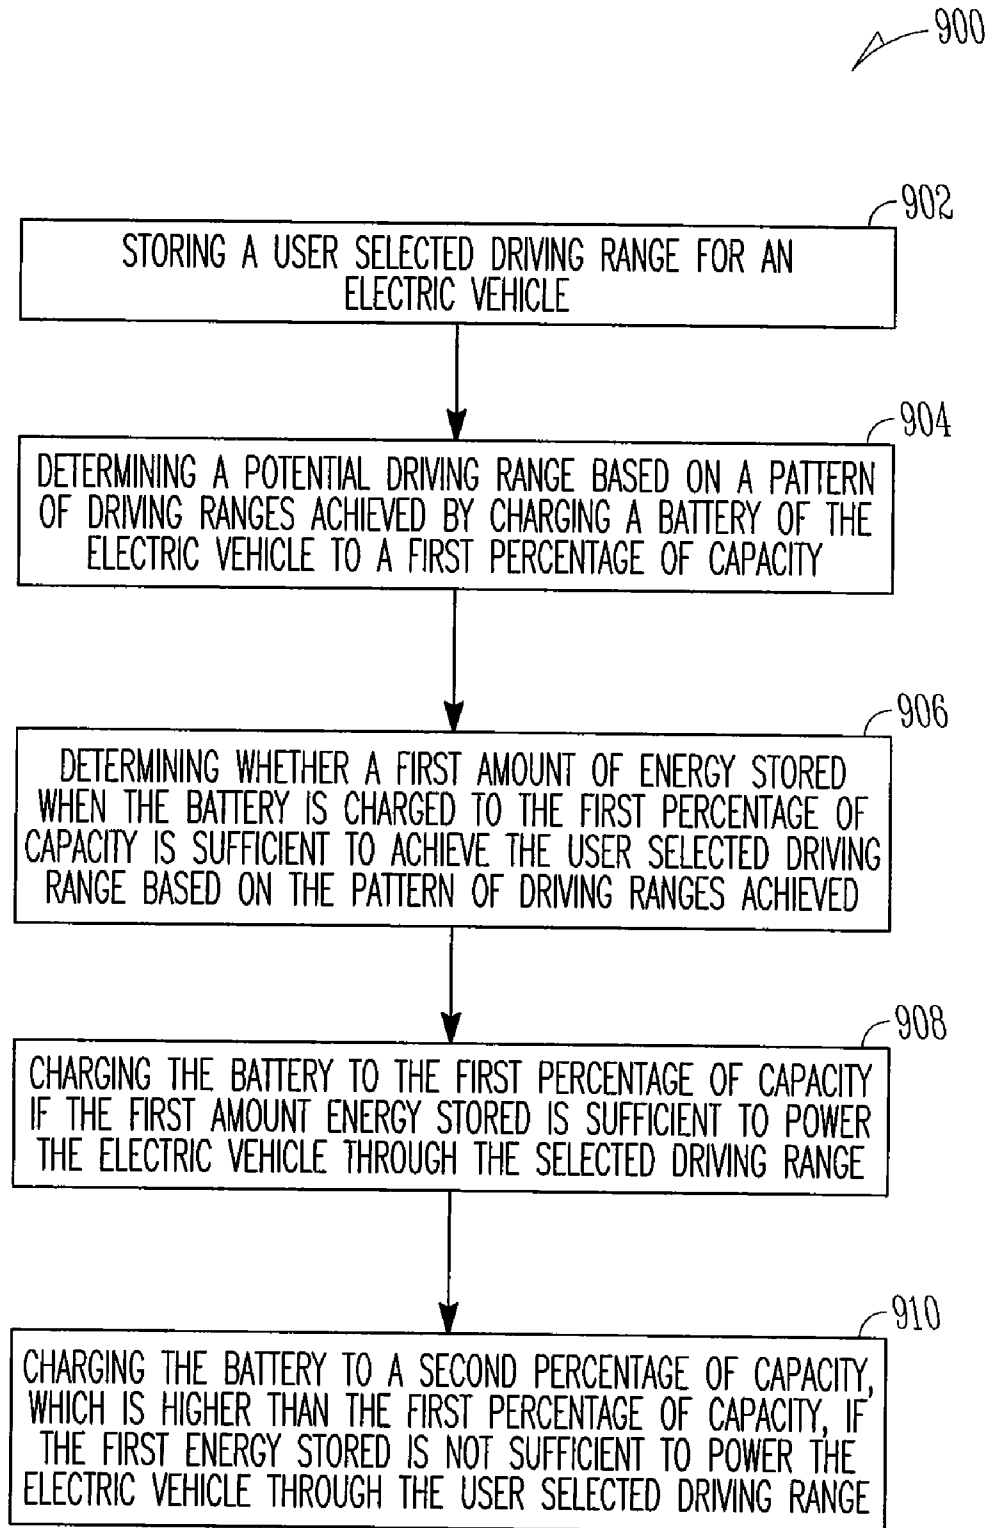 900
902
STORING A USER SELECTED DRIVING RANGE FOR AN
ELECTRIC VEHICLE
904
DETERMINING A POTENTIAL DRIVING RANGE BASED ON A PATTERN
OF DRIVING RANGES ACHIEVED BY CHARGING A BATTERY OF THE
ELECTRIC VEHICLE TO A FIRST PERCENTAGE OF CAPACITY
906
DETERMINING WHETHER A FIRST AMOUNT OF ENERGY STORED
WHEN THE BATTERY IS CHARGED TO THE FIRST PERCENTAGE OF
CAPACITY IS SUFFICIENT TO ACHIEVE THE USER SELECTED DRIVING
RANGE BASED ON THE PATTERN OF DRIVING RANGES ACHIEVED
908
CHARGING THE BATTERY TO THE FIRST PERCENTAGE OF CAPACITY
IF THE FIRST AMOUNT ENERGY STORED IS SUFFICIENT TO POWER
THE ELECTRIC VEHICLE THROUGH THE SELECTED DRIVING RANGE
910
CHARGING THE BATTERY TO A SECOND PERCENTAGE OF CAPACITY,
WHICH IS HIGHER THAN THE FIRST PERCENTAGE OF CAPACITY, IF
THE FIRST ENERGY STORED IS NOT SUFFICIENT TO POWER THE
ELECTRIC VEHICLE THROUGH THE USER SELECTED DRIVING RANGE